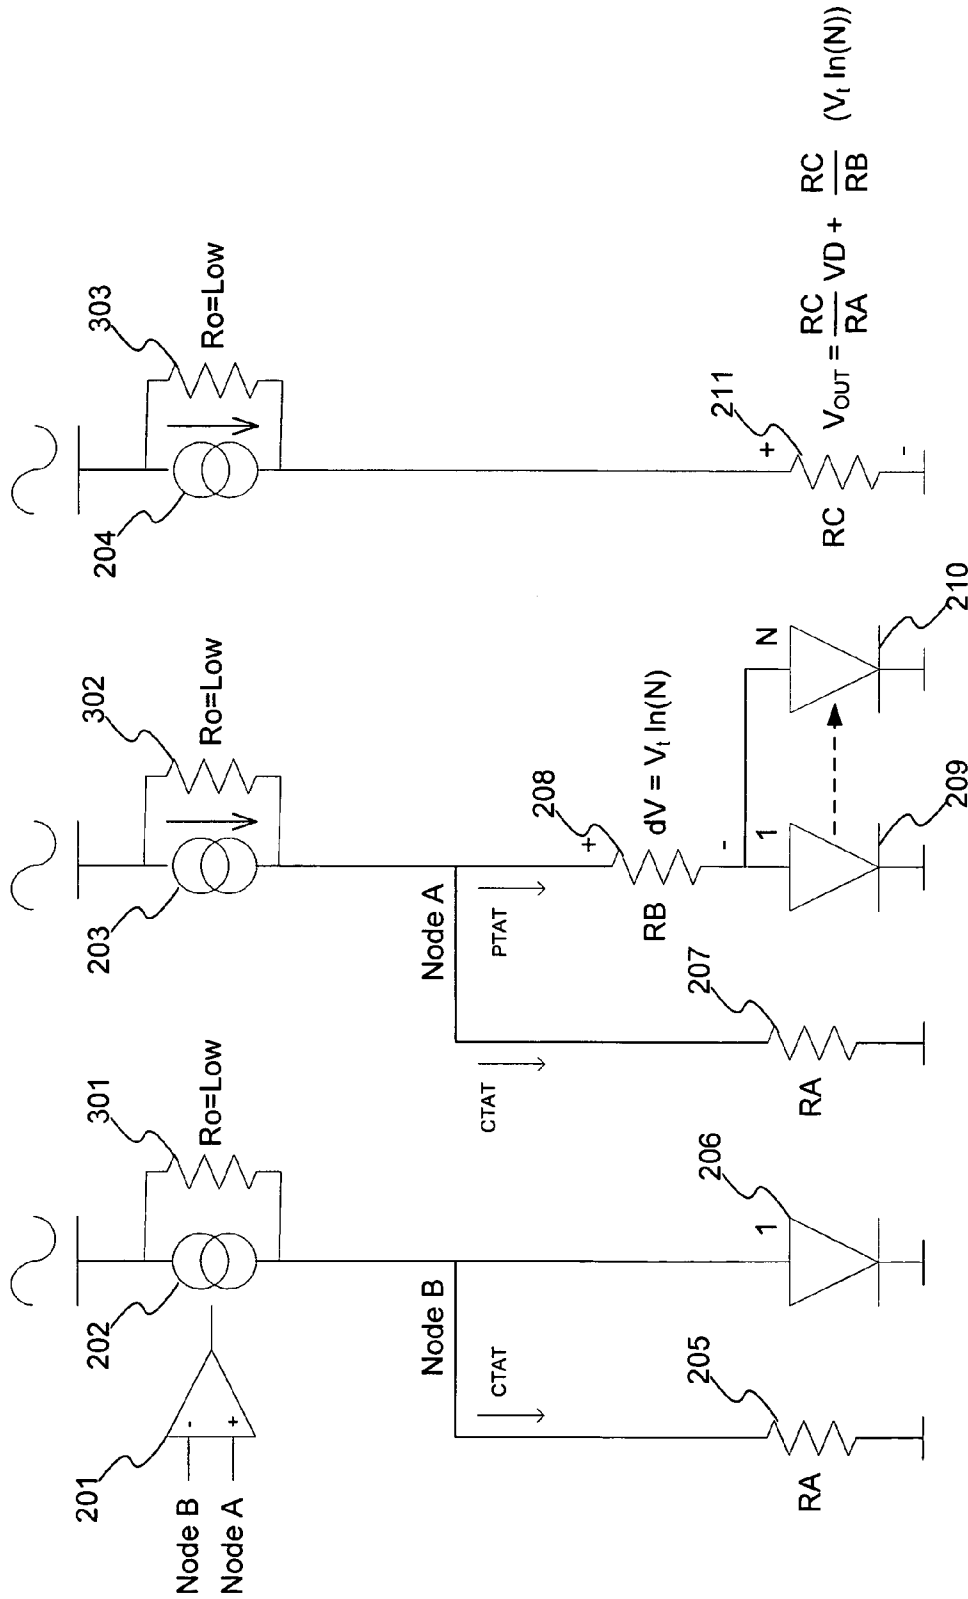 201
Node B
Node A
-
+
202
301
Ro=Low
Node B
CTAT
205
RA
206
1
203
302
Ro=Low
Node A
CTAT
PTAT
207
RA
208
+
-
RB
dV = Vt ln(N)
1
N
209
210
204
303
Ro=Low
211
+
-
RC
VOUT = RC/RA VD + RC/RB (Vt ln(N))